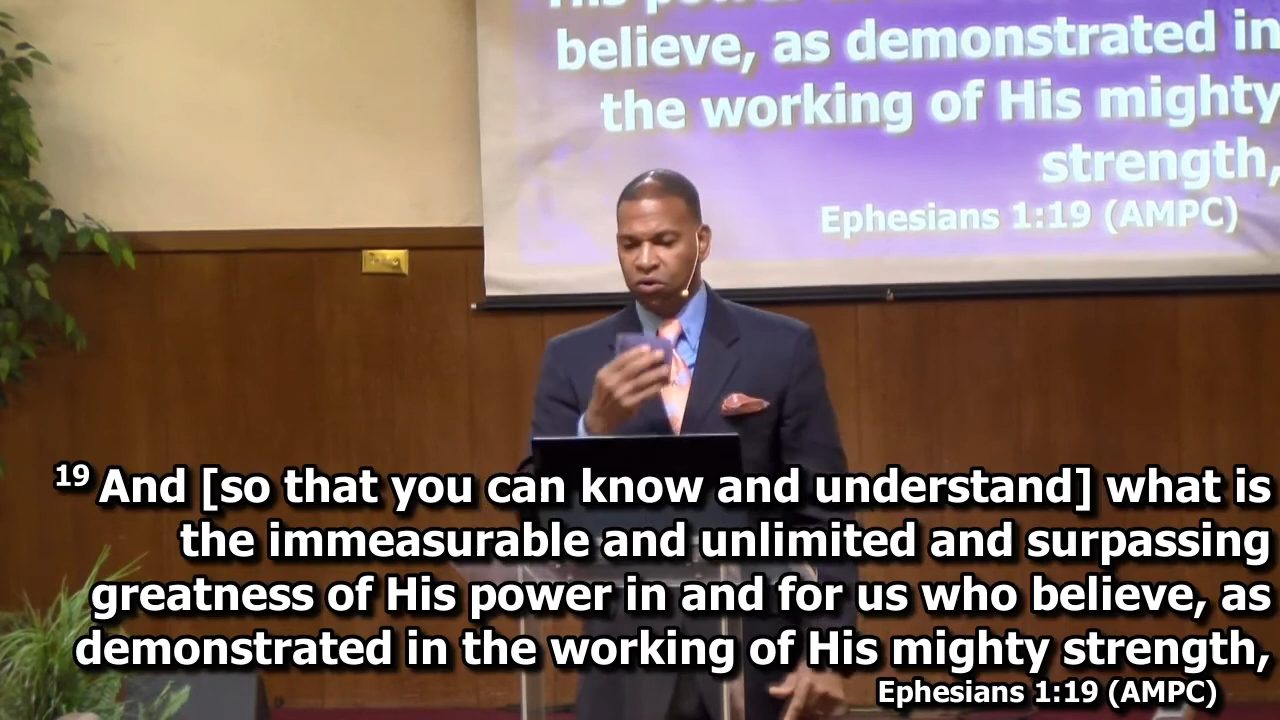 believe, as demonstrated in
the working of His mighty
strength,
Ephesians 1:19 (AMPC)
19 And [so that you can know and understand] what is
the immeasurable and unlimited and surpassing
greatness of His power in and for us who believe, as
demonstrated in the working of His mighty strength,
Ephesians 1:19 (AMPC)